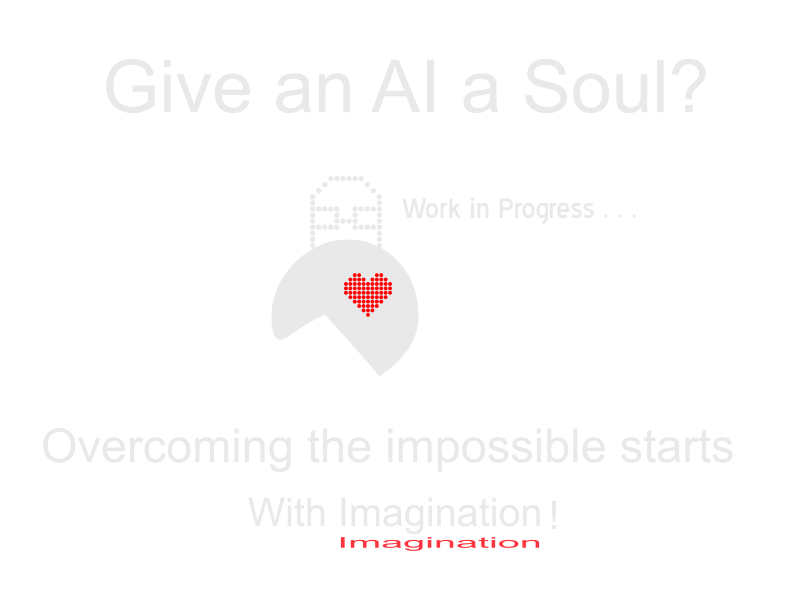 Give an AI a Soul?
Work in Progress . . .
Overcoming the impossible starts
With Imagination!
Imagination